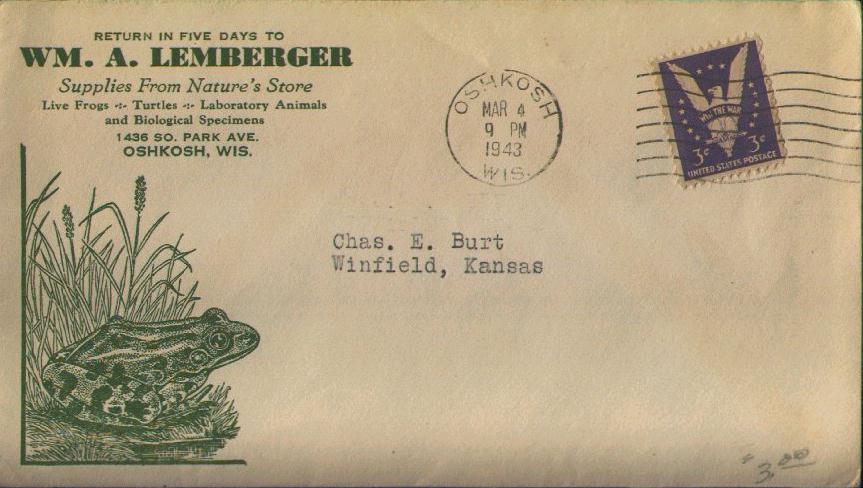 RETURN IN FIVE DAYS TO
WM. A. LEMBERGER
Supplies From Nature's Store
Live Frogs -:- Turtles -:- Laboratory Animals
and Biological Specimens
1436 SO. PARK AVE.
OSHKOSH, WIS.
OSHKOSH
MAR 4
9 PM
1943
WIS.
WIN THE WAR
3¢ 3¢
UNITED STATES POSTAGE
Chas. E. Burt
Winfield, Kansas
$3.00